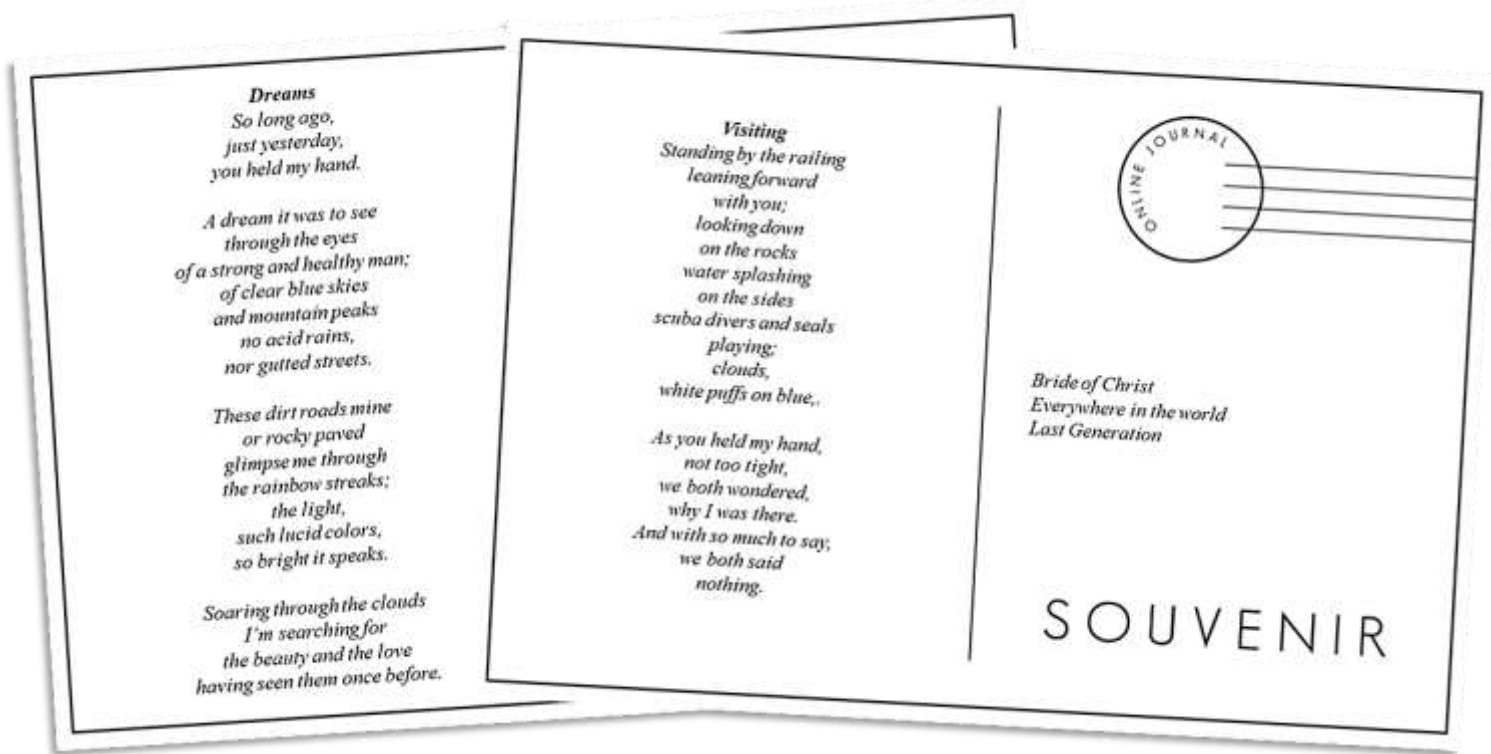 Dreams
So long ago,
just yesterday,
you held my hand.
A dream it was to see
through the eyes
of a strong and healthy man;
of clear blue skies
and mountain peaks
no acid rains,
nor gutted streets.
These dirt roads mine
or rocky paved
glimpse me through
the rainbow streaks;
the light,
such lucid colors,
so bright it speaks.
Soaring through the clouds
I'm searching for
the beauty and the love
having seen them once before.
Visiting
Standing by the railing
leaning forward
with you;
looking down
on the rocks
water splashing
on the sides
scuba divers and seals
playing;
clouds,
white puffs on blue,.
As you held my hand,
not too tight,
we both wondered,
why I was there.
And with so much to say,
we both said
nothing.
ONLINE JOURNAL
Bride of Christ
Everywhere in the world
Last Generation
SOUVENIR